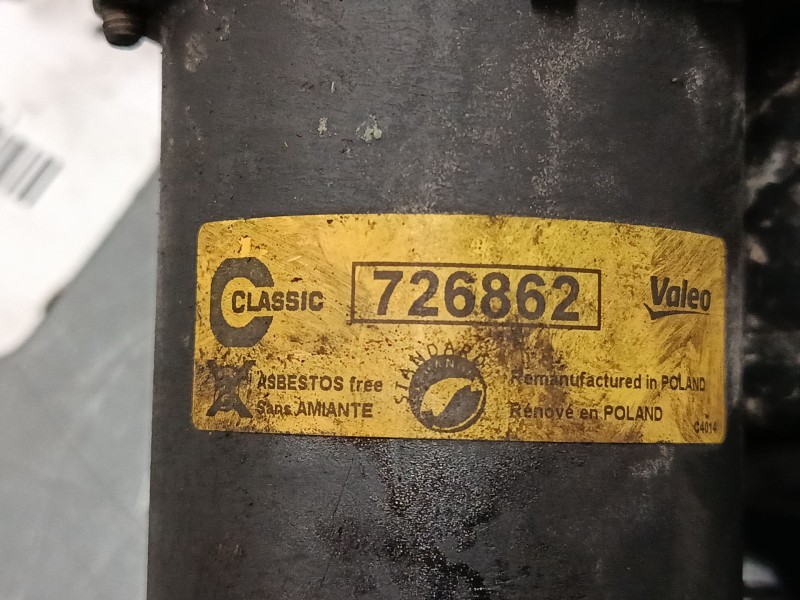 C CLASSIC
726862
Valeo
ASBESTOS free
Sans AMIANTE
STANDARD
Remanufactured in POLAND
Rénové en POLAND
C4014